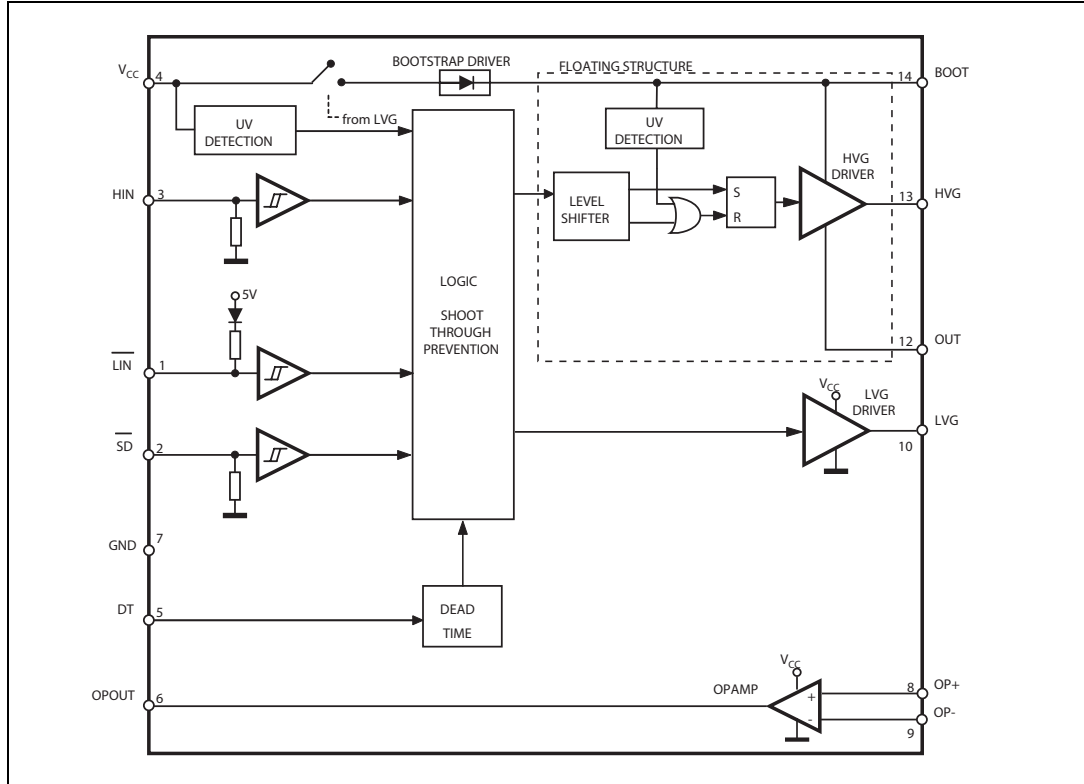 BOOTSTRAP DRIVER
FLOATING STRUCTURE
VCC
4
14
BOOT
from LVG
UV
DETECTION
UV
DETECTION
HVG
DRIVER
HIN
3
LEVEL
SHIFTER
S
R
13
HVG
LOGIC
SHOOT
THROUGH
PREVENTION
5V
12
OUT
LIN
1
VCC
LVG
DRIVER
LVG
10
SD
2
GND
7
DT
5
DEAD
TIME
VCC
OPOUT
6
OPAMP
+
-
8
OP+
OP-
9